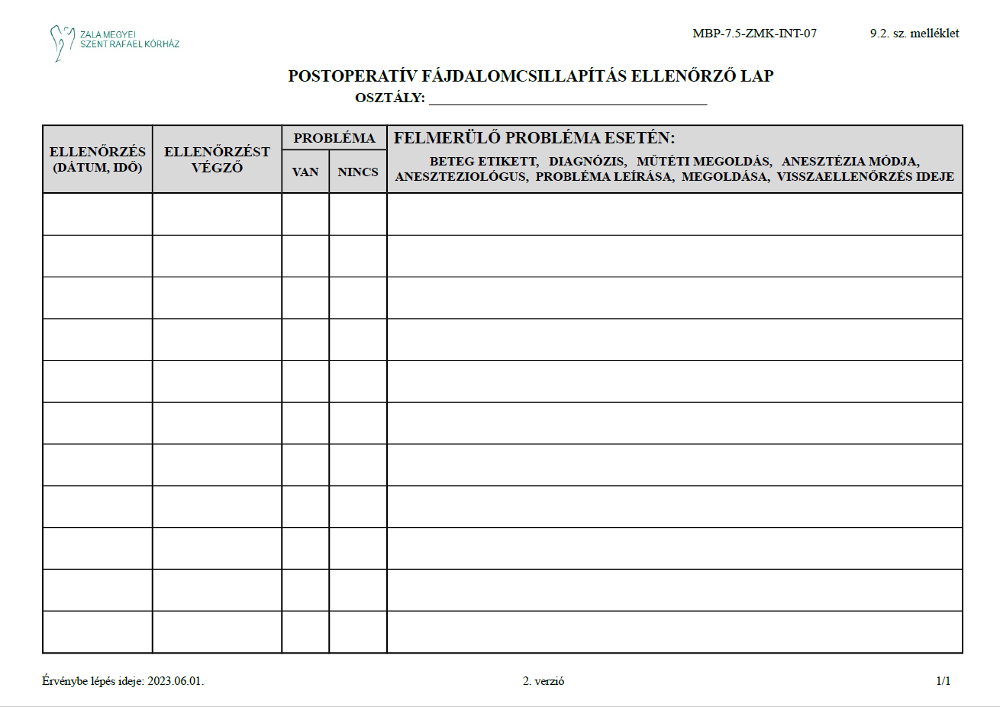 ZALA MEGYEI
SZENT RAFAEL KÓRHÁZ
MBP-7.5-ZMK-INT-07 9.2. sz. melléklet
POSTOPERATÍV FÁJDALOMCSILLAPÍTÁS ELLENŐRZŐ LAP
OSZTÁLY: ________________________________________
ELLENŐRZÉS
(DÁTUM, IDŐ)
ELLENŐRZÉST
VÉGZŐ
PROBLÉMA
VAN
NINCS
FELMERÜLŐ PROBLÉMA ESETÉN:
BETEG ETIKETT, DIAGNÓZIS, MŰTÉTI MEGOLDÁS, ANESZTÉZIA MÓDJA,
ANESZTEZIOLÓGUS, PROBLÉMA LEÍRÁSA, MEGOLDÁSA, VISSZAELLENŐRZÉS IDEJE
Érvénybe lépés ideje: 2023.06.01. 2. verzió 1/1